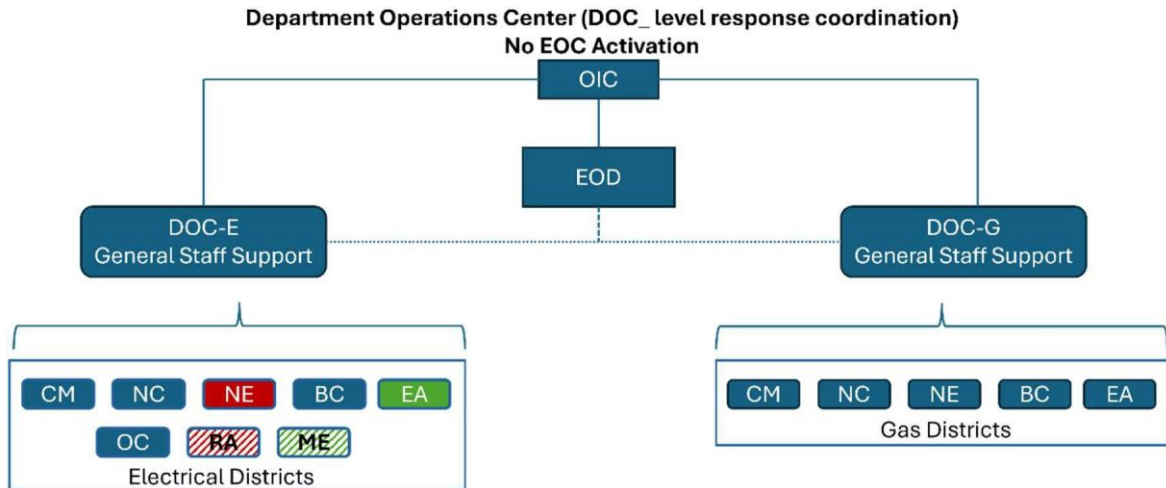 Department Operations Center (DOC_ level response coordination)
No EOC Activation
OIC
EOD
DOC-E
General Staff Support
DOC-G
General Staff Support
CM NC NE BC EA
OC RA ME
Electrical Districts
CM NC NE BC EA
Gas Districts